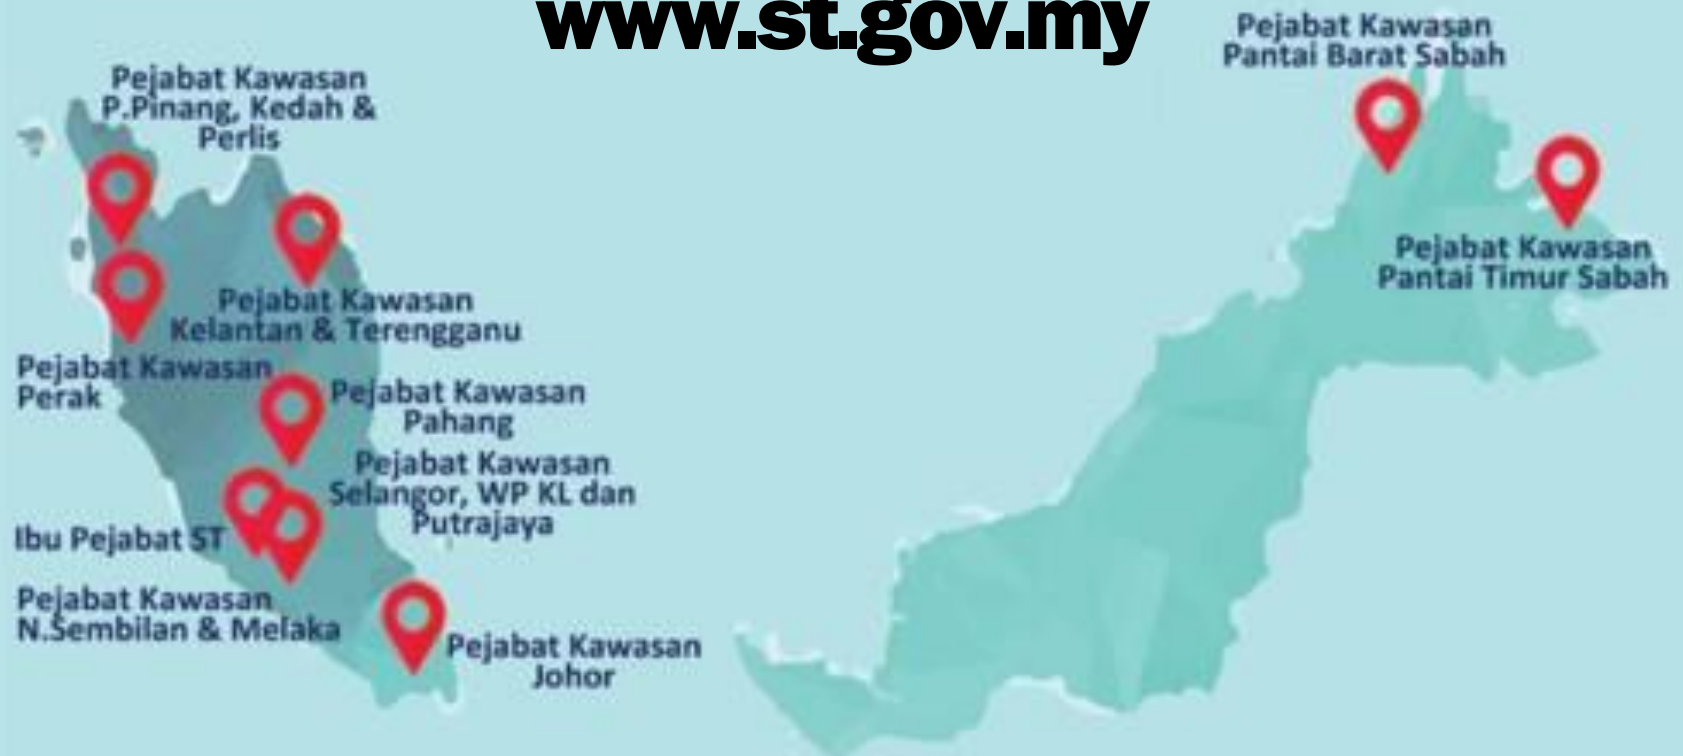 www.st.gov.my
Pejabat Kawasan
P.Pinang, Kedah &
Perlis
Pejabat Kawasan
Kelantan & Terengganu
Pejabat Kawasan
Perak
Pejabat Kawasan
Pahang
Pejabat Kawasan
Selangor, WP KL dan
Putrajaya
Ibu Pejabat ST
Pejabat Kawasan
N.Sembilan & Melaka
Pejabat Kawasan
Johor
Pejabat Kawasan
Pantai Barat Sabah
Pejabat Kawasan
Pantai Timur Sabah